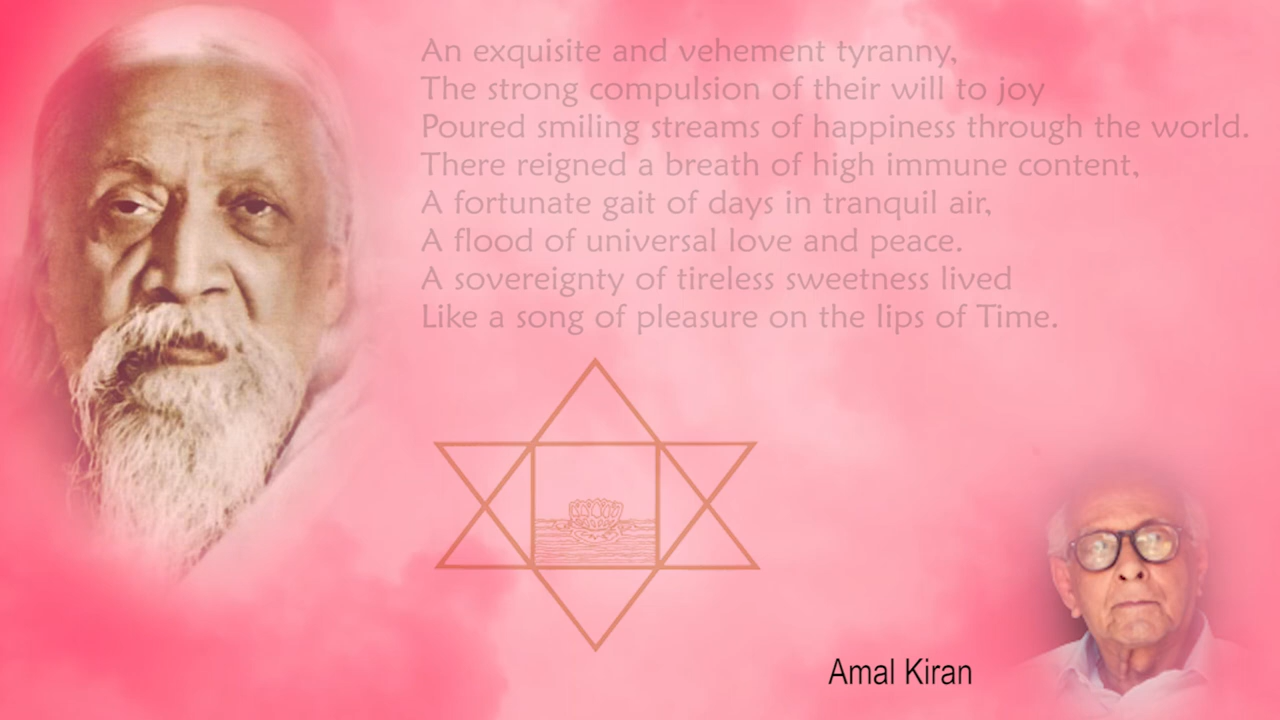 An exquisite and vehement tyranny,
The strong compulsion of their will to joy
Poured smiling streams of happiness through the world.
There reigned a breath of high immune content,
A fortunate gait of days in tranquil air,
A flood of universal love and peace.
A sovereignty of tireless sweetness lived
Like a song of pleasure on the lips of Time.
Amal Kiran